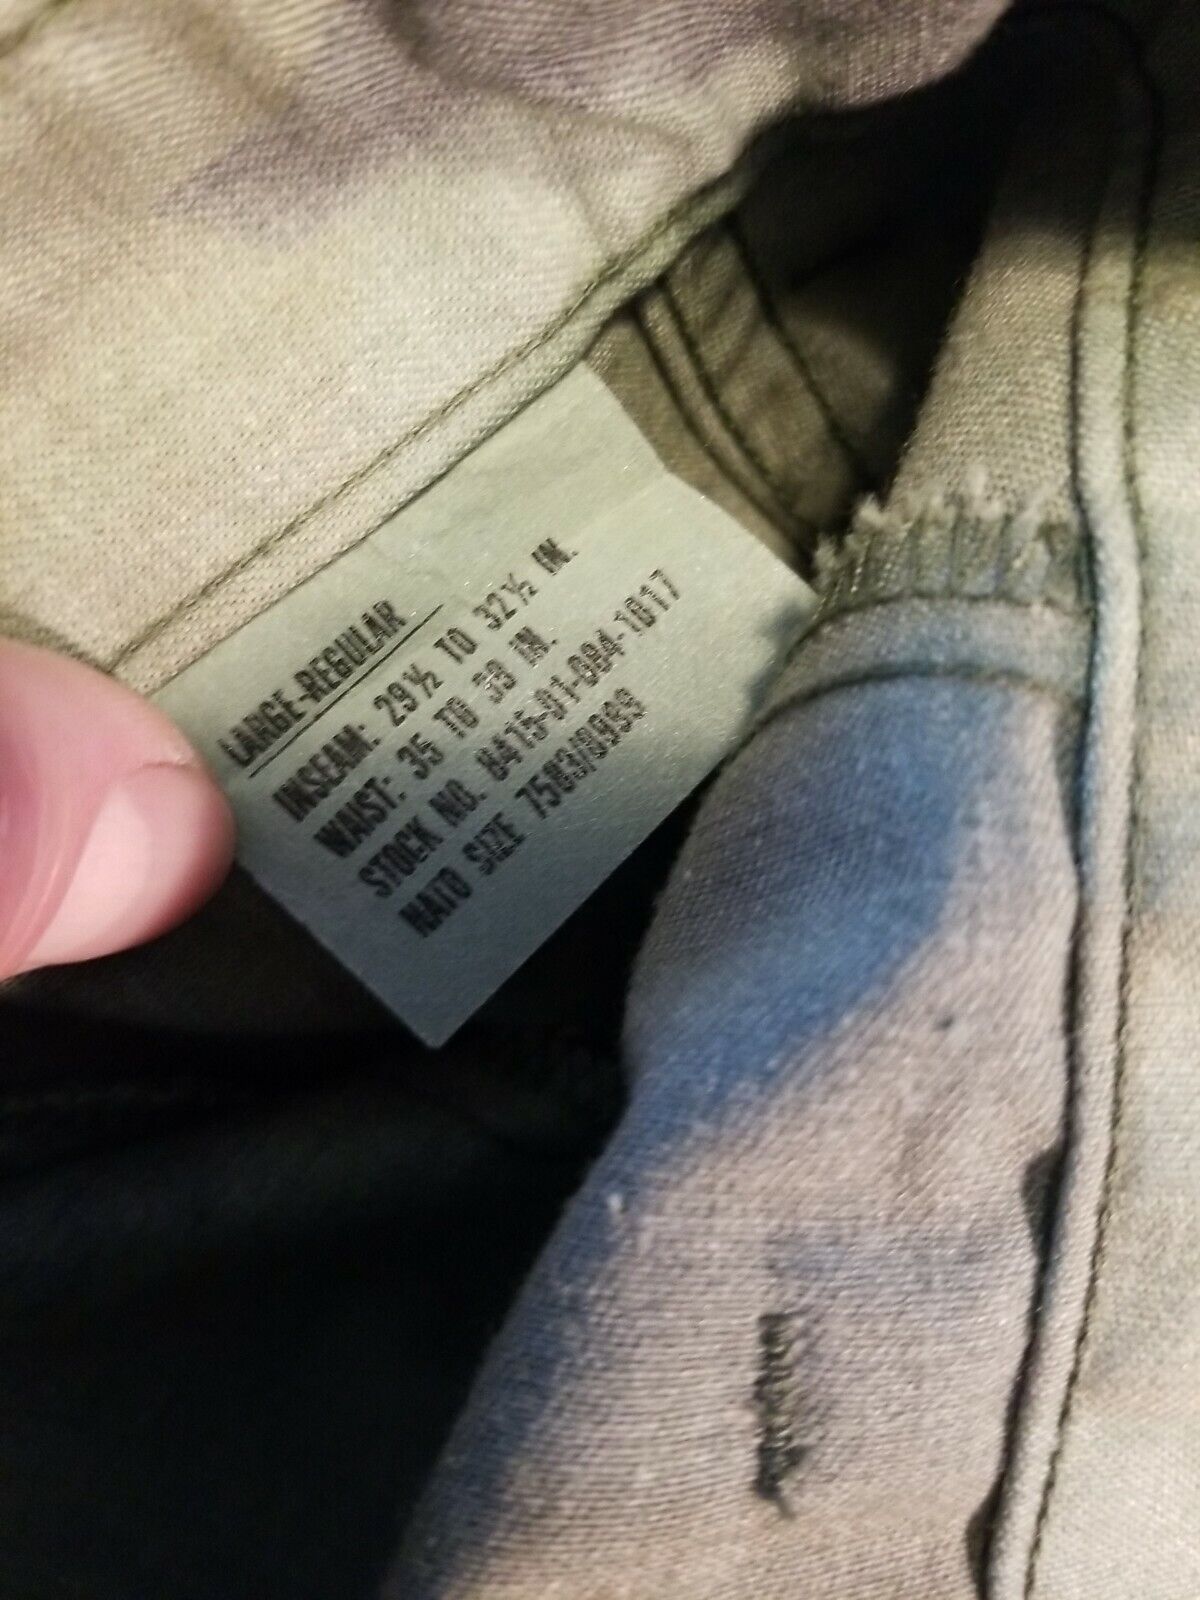 LARGE-REGULAR
INSEAM: 29½ TO 32½ IN.
WAIST: 35 TO 39 IN.
STOCK NO. 8415-01-084-1017
NATO SIZE 7583/8999